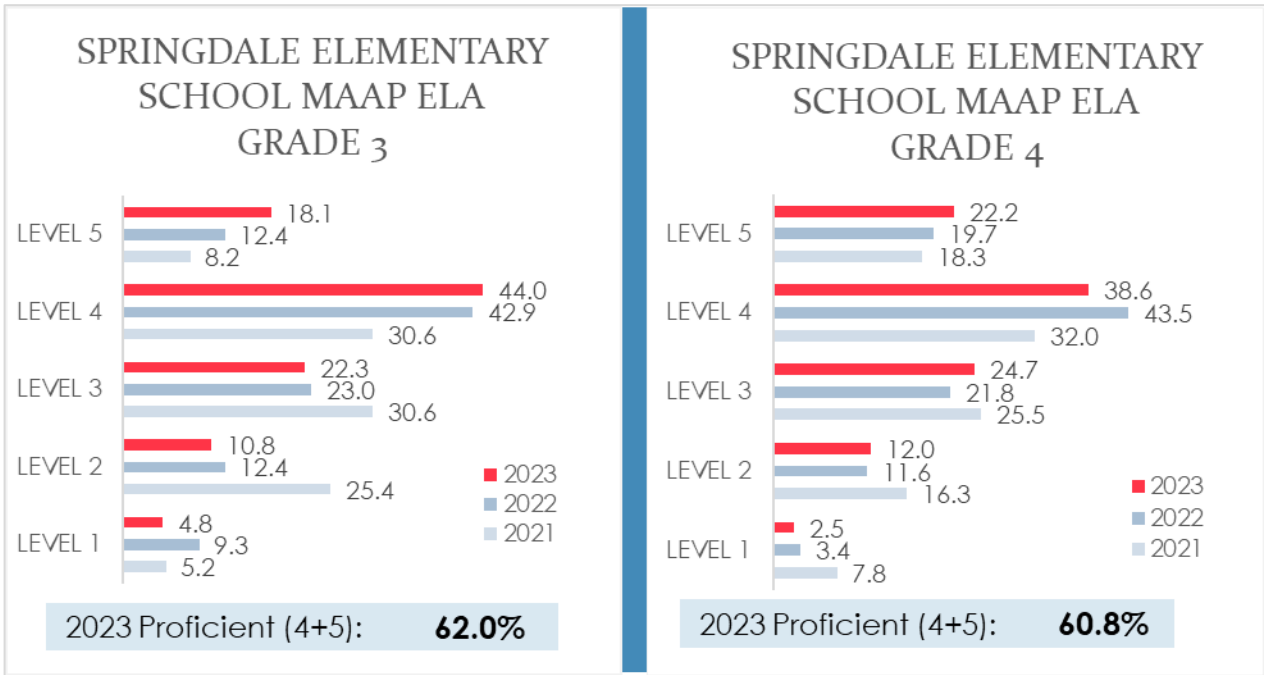 SPRINGDALE ELEMENTARY
SCHOOL MAAP ELA
GRADE 3
LEVEL 5
18.1
12.4
8.2
LEVEL 4
44.0
42.9
30.6
LEVEL 3
22.3
23.0
30.6
LEVEL 2
10.8
12.4
25.4
LEVEL 1
4.8
9.3
5.2
2023
2022
2021
2023 Proficient (4+5): 62.0%
SPRINGDALE ELEMENTARY
SCHOOL MAAP ELA
GRADE 4
LEVEL 5
22.2
19.7
18.3
LEVEL 4
38.6
43.5
32.0
LEVEL 3
24.7
21.8
25.5
LEVEL 2
12.0
11.6
16.3
LEVEL 1
2.5
3.4
7.8
2023
2022
2021
2023 Proficient (4+5): 60.8%